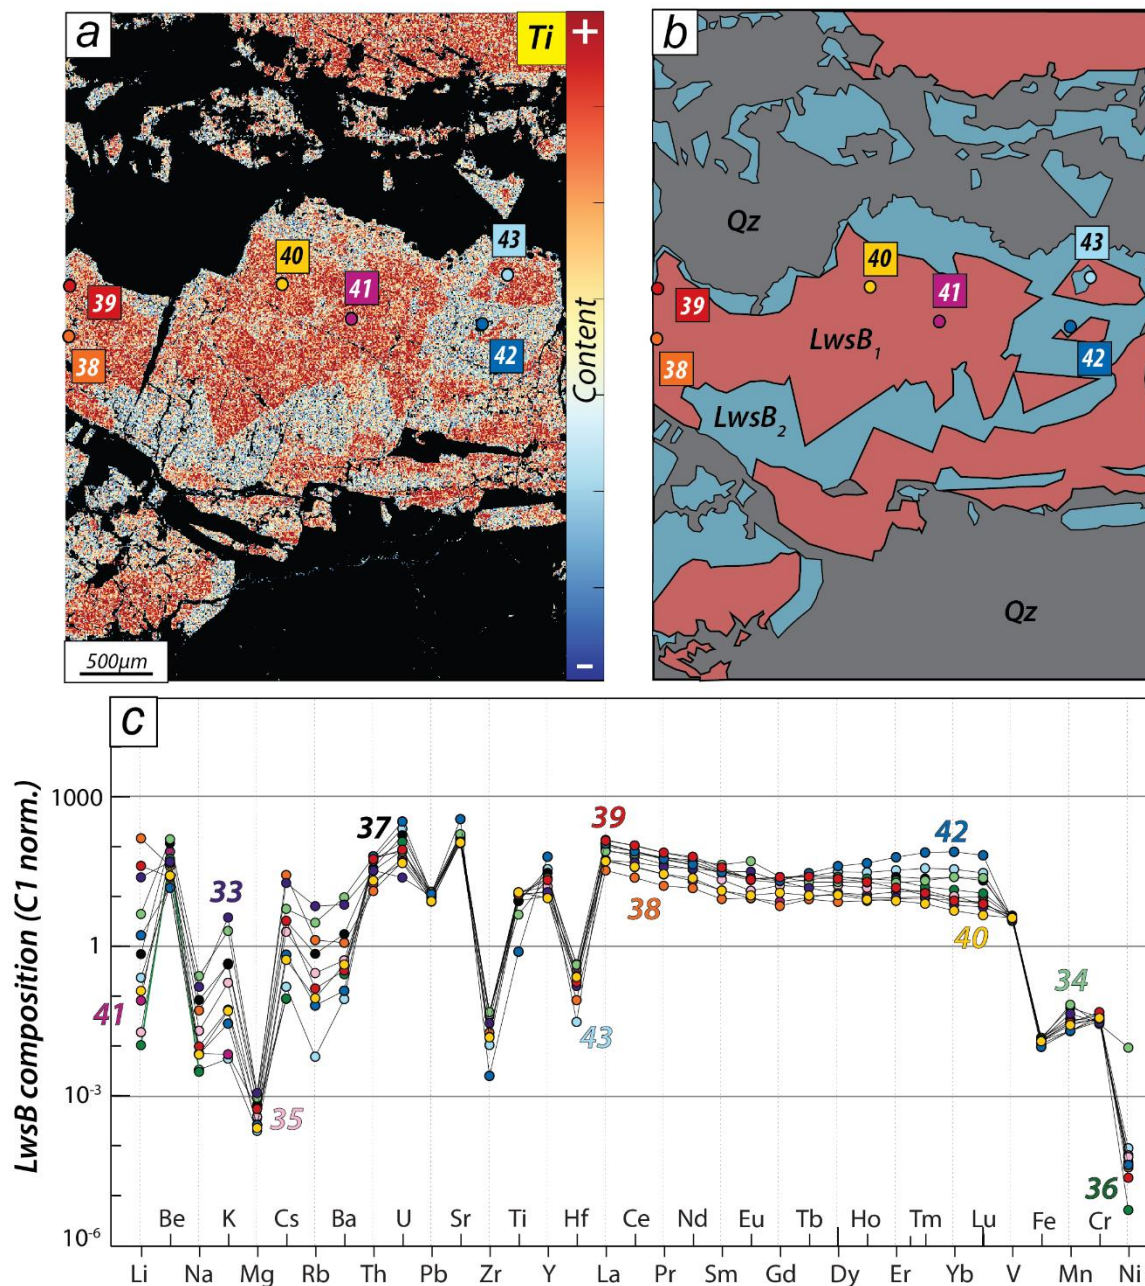 a
Ti
+
Content
−
40
43
41
39
38
42
500μm
b
Qz
40
43
41
39
LwsB1
38
42
LwsB2
Qz
c
LwsB composition (C1 norm.)
1000
1
10-3
10-6
37
39
42
33
38
40
41
34
43
35
36
Be K Cs Ba U Sr Ti Hf Ce Nd Eu Tb Ho Tm Lu Mn Cr
Yb Fe
Li Na Mg Rb Th Pb Zr Y La Pr Sm Gd Dy Er V Ni